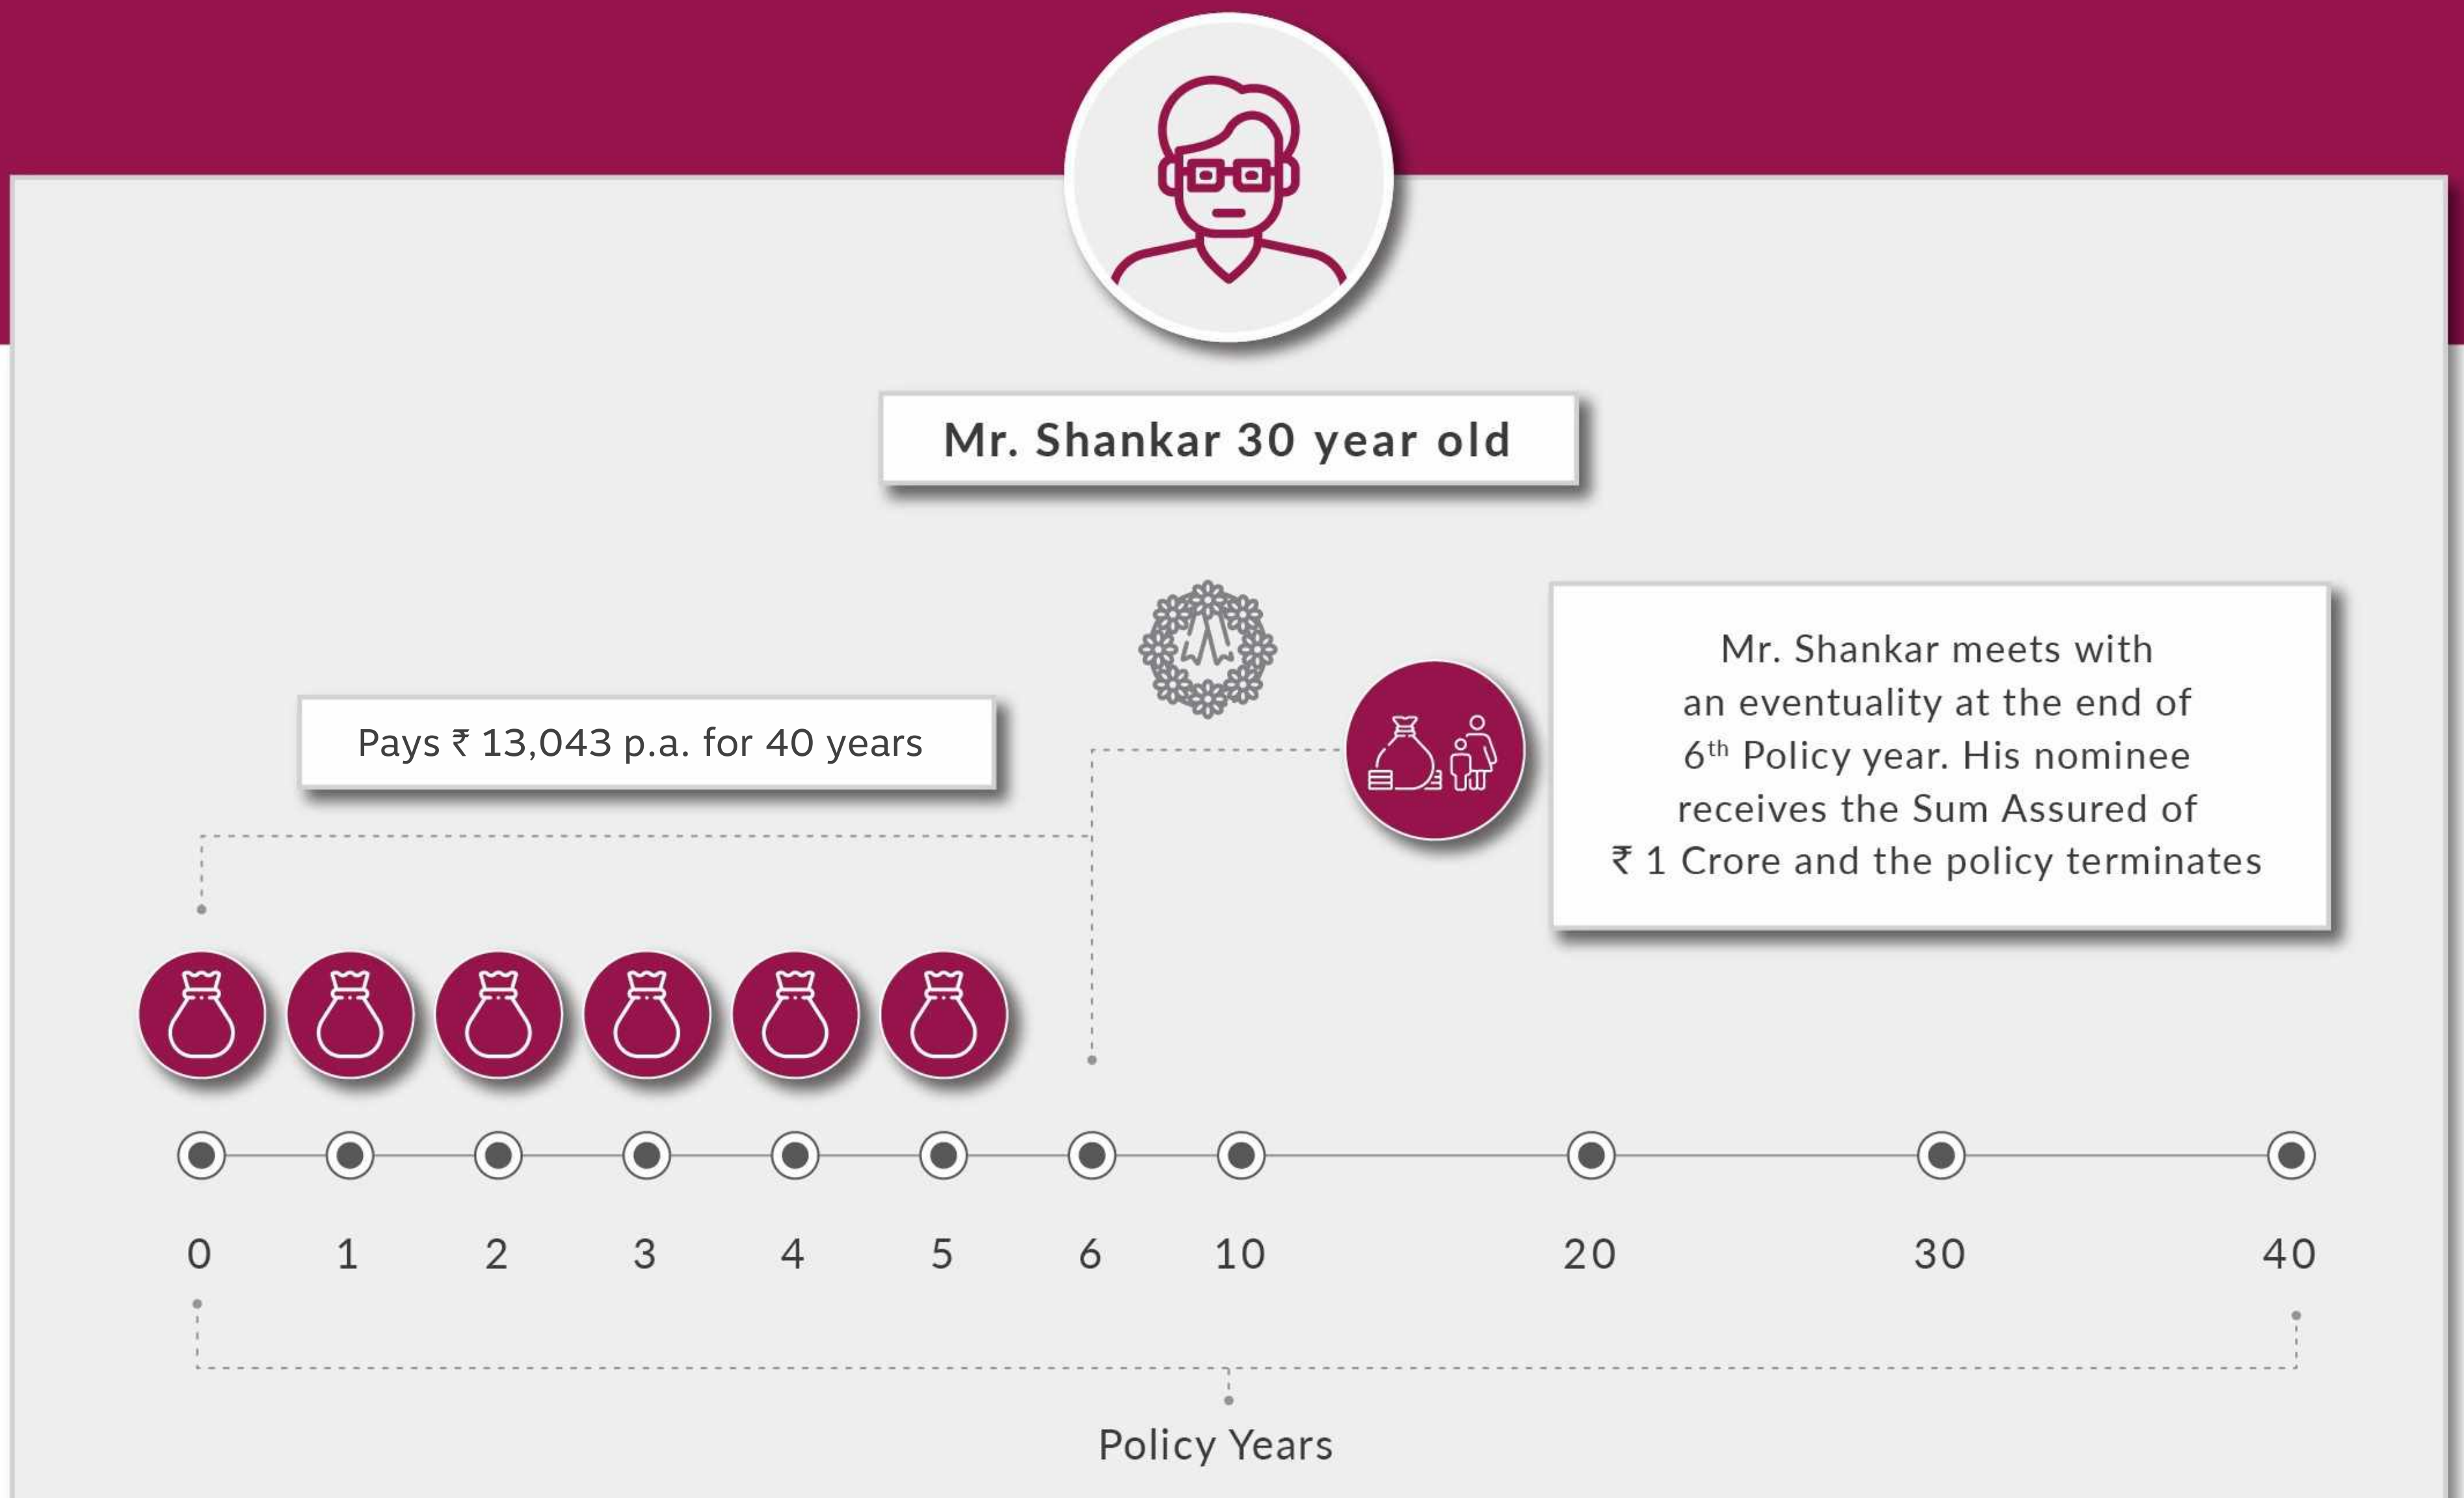 Mr. Shankar 30 year old
Pays ₹ 13,043 p.a. for 40 years
Mr. Shankar meets with
an eventuality at the end of
6th Policy year. His nominee
receives the Sum Assured of
₹ 1 Crore and the policy terminates
0 1 2 3 4 5 6 10 20 30 40
Policy Years